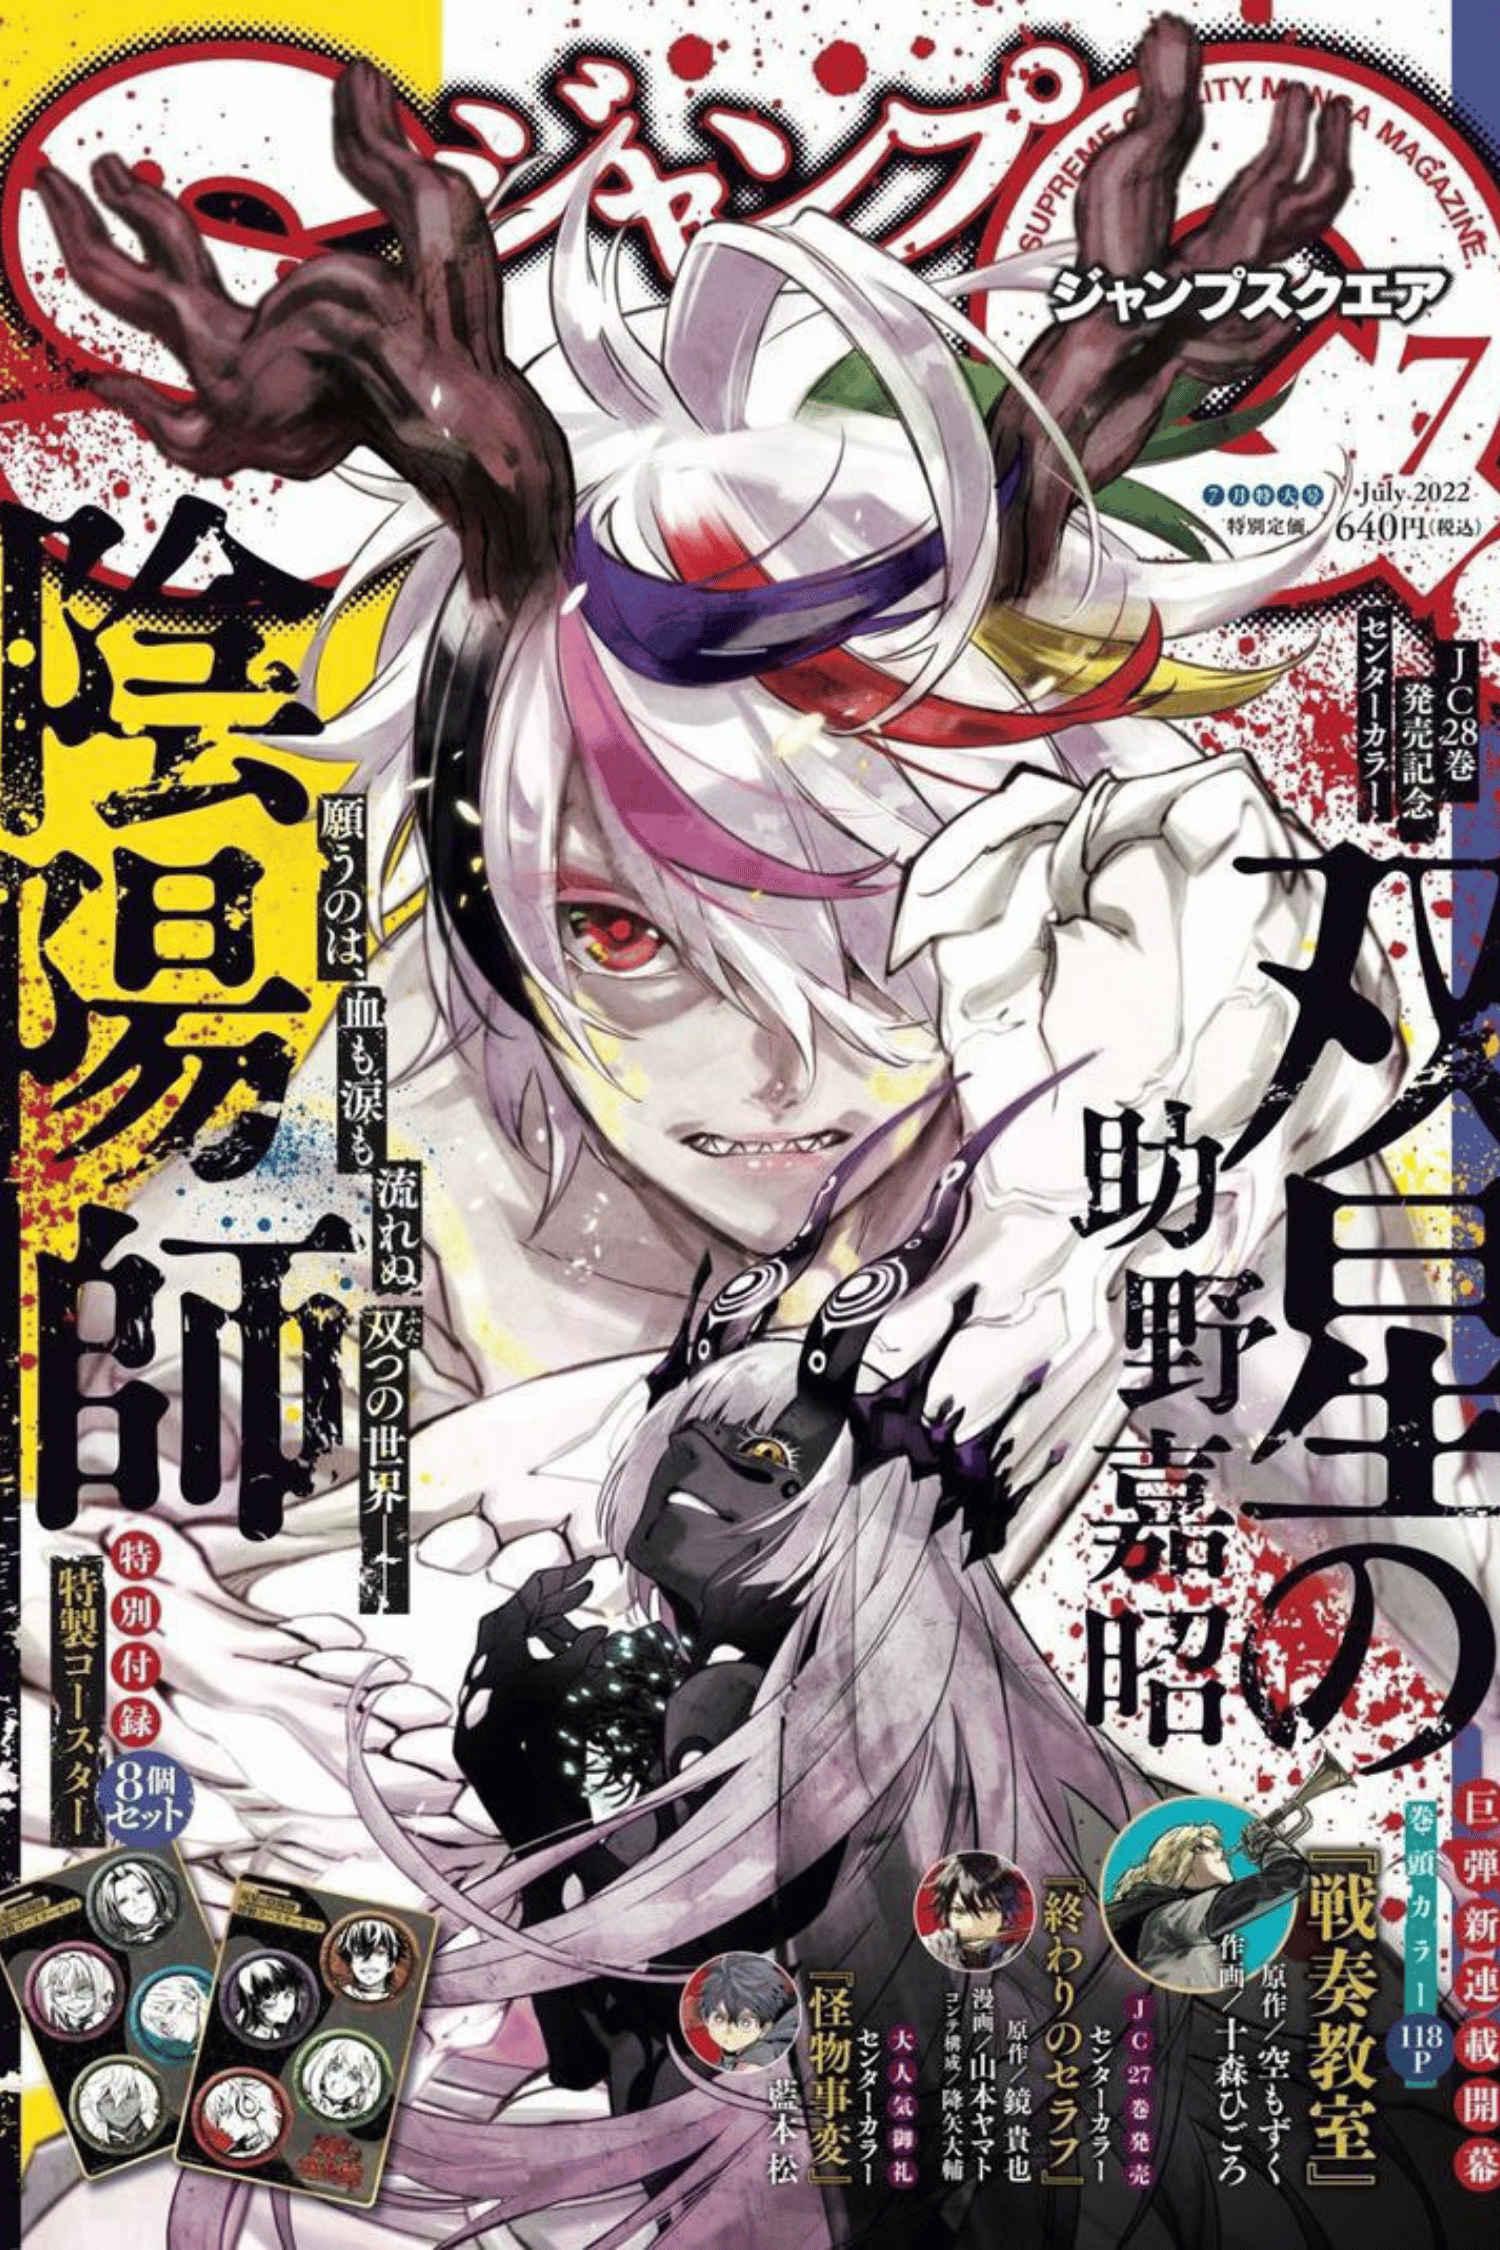 ジャンプ
SUPREME QUALITY MANGA MAGAZINE
ジャンプスクエア
7
7月特大号
July 2022
特別定価 640円(税込)
JC28巻
発売記念
センターカラー
双星の
陰陽師
助野嘉昭
願うのは、
血も涙も
流れぬ
双つの世界――
ふた
特別付録
特製コースター
8個
セット
巨弾新連載開幕
巻頭カラー118P
『戦奏教室』
原作/空もずく
作画/十森ひごろ
JC27巻発売
センターカラー
『終わりのセラフ』
原作/鏡貴也
漫画/山本ヤマト
コンテ構成/降矢大輔
大人気御礼
センターカラー
『怪物事変』
藍本松